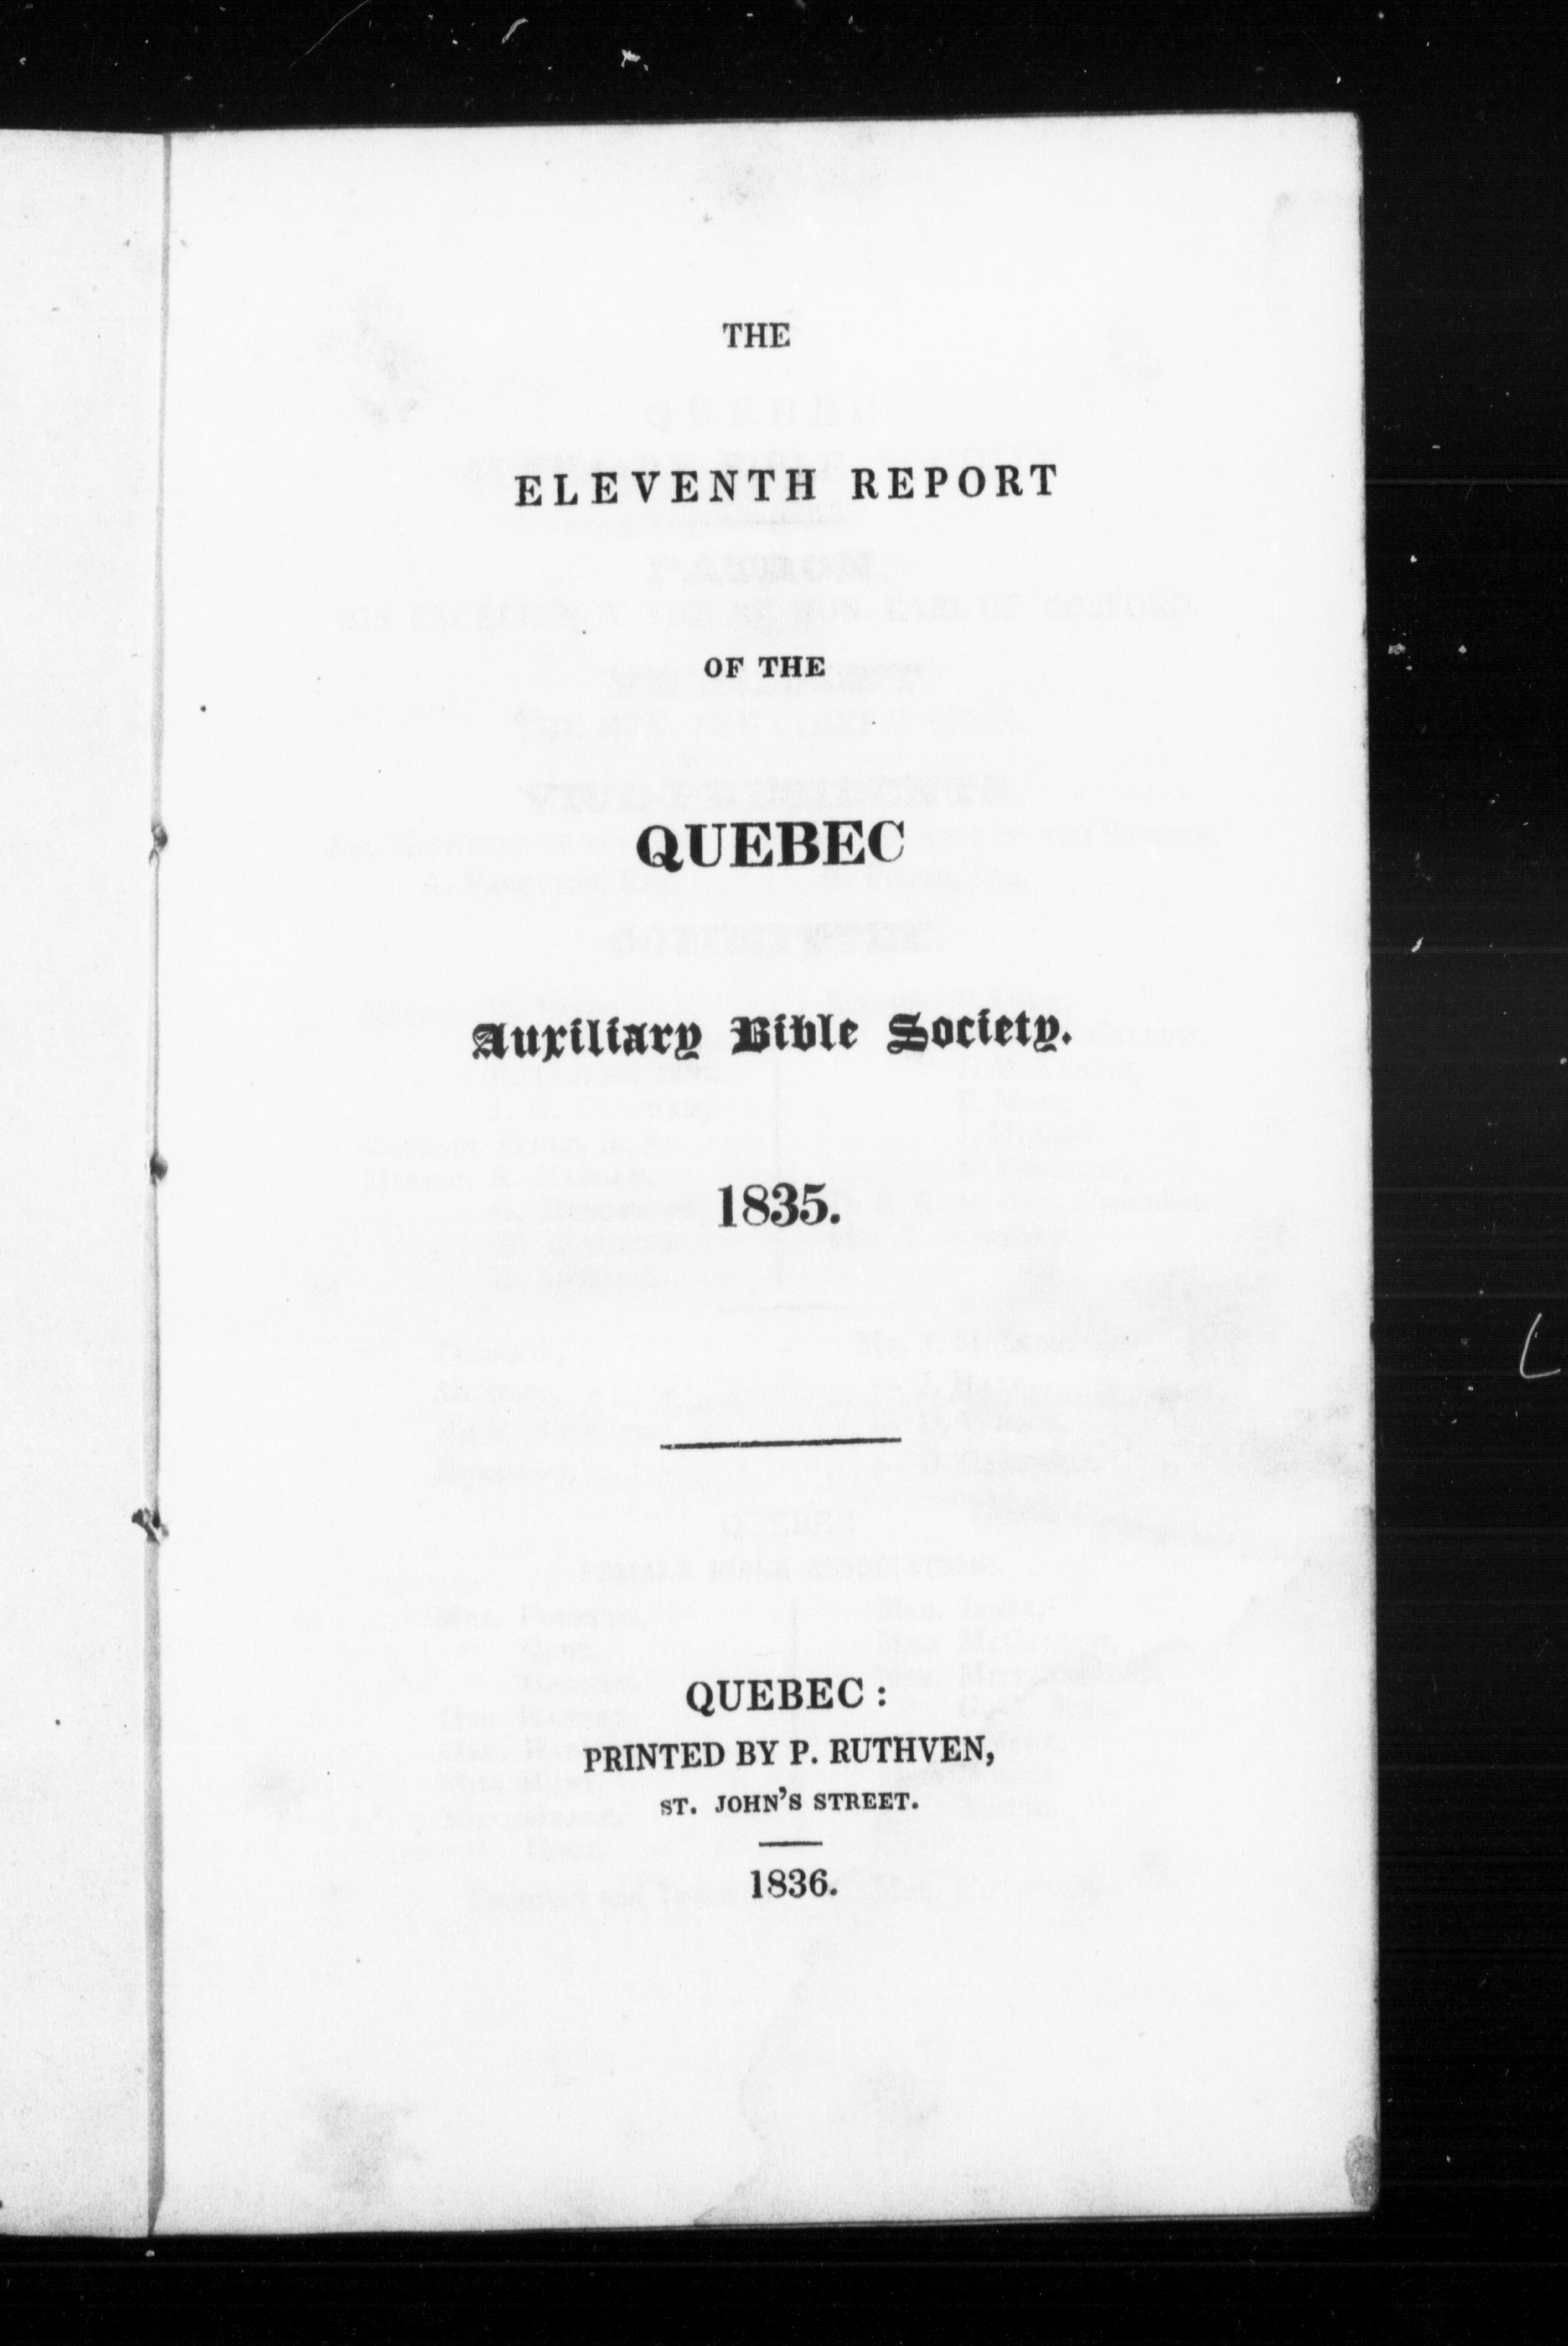 THE
ELEVENTH REPORT
OF THE
QUEBEC
Auxiliary Bible Society.
1835.
QUEBEC :
PRINTED BY P. RUTHVEN,
ST. JOHN'S STREET.
1836.